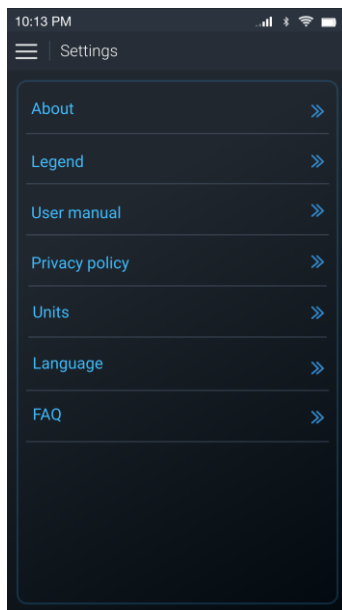 10:13 PM
Settings
About
Legend
User manual
Privacy policy
Units
Language
FAQ